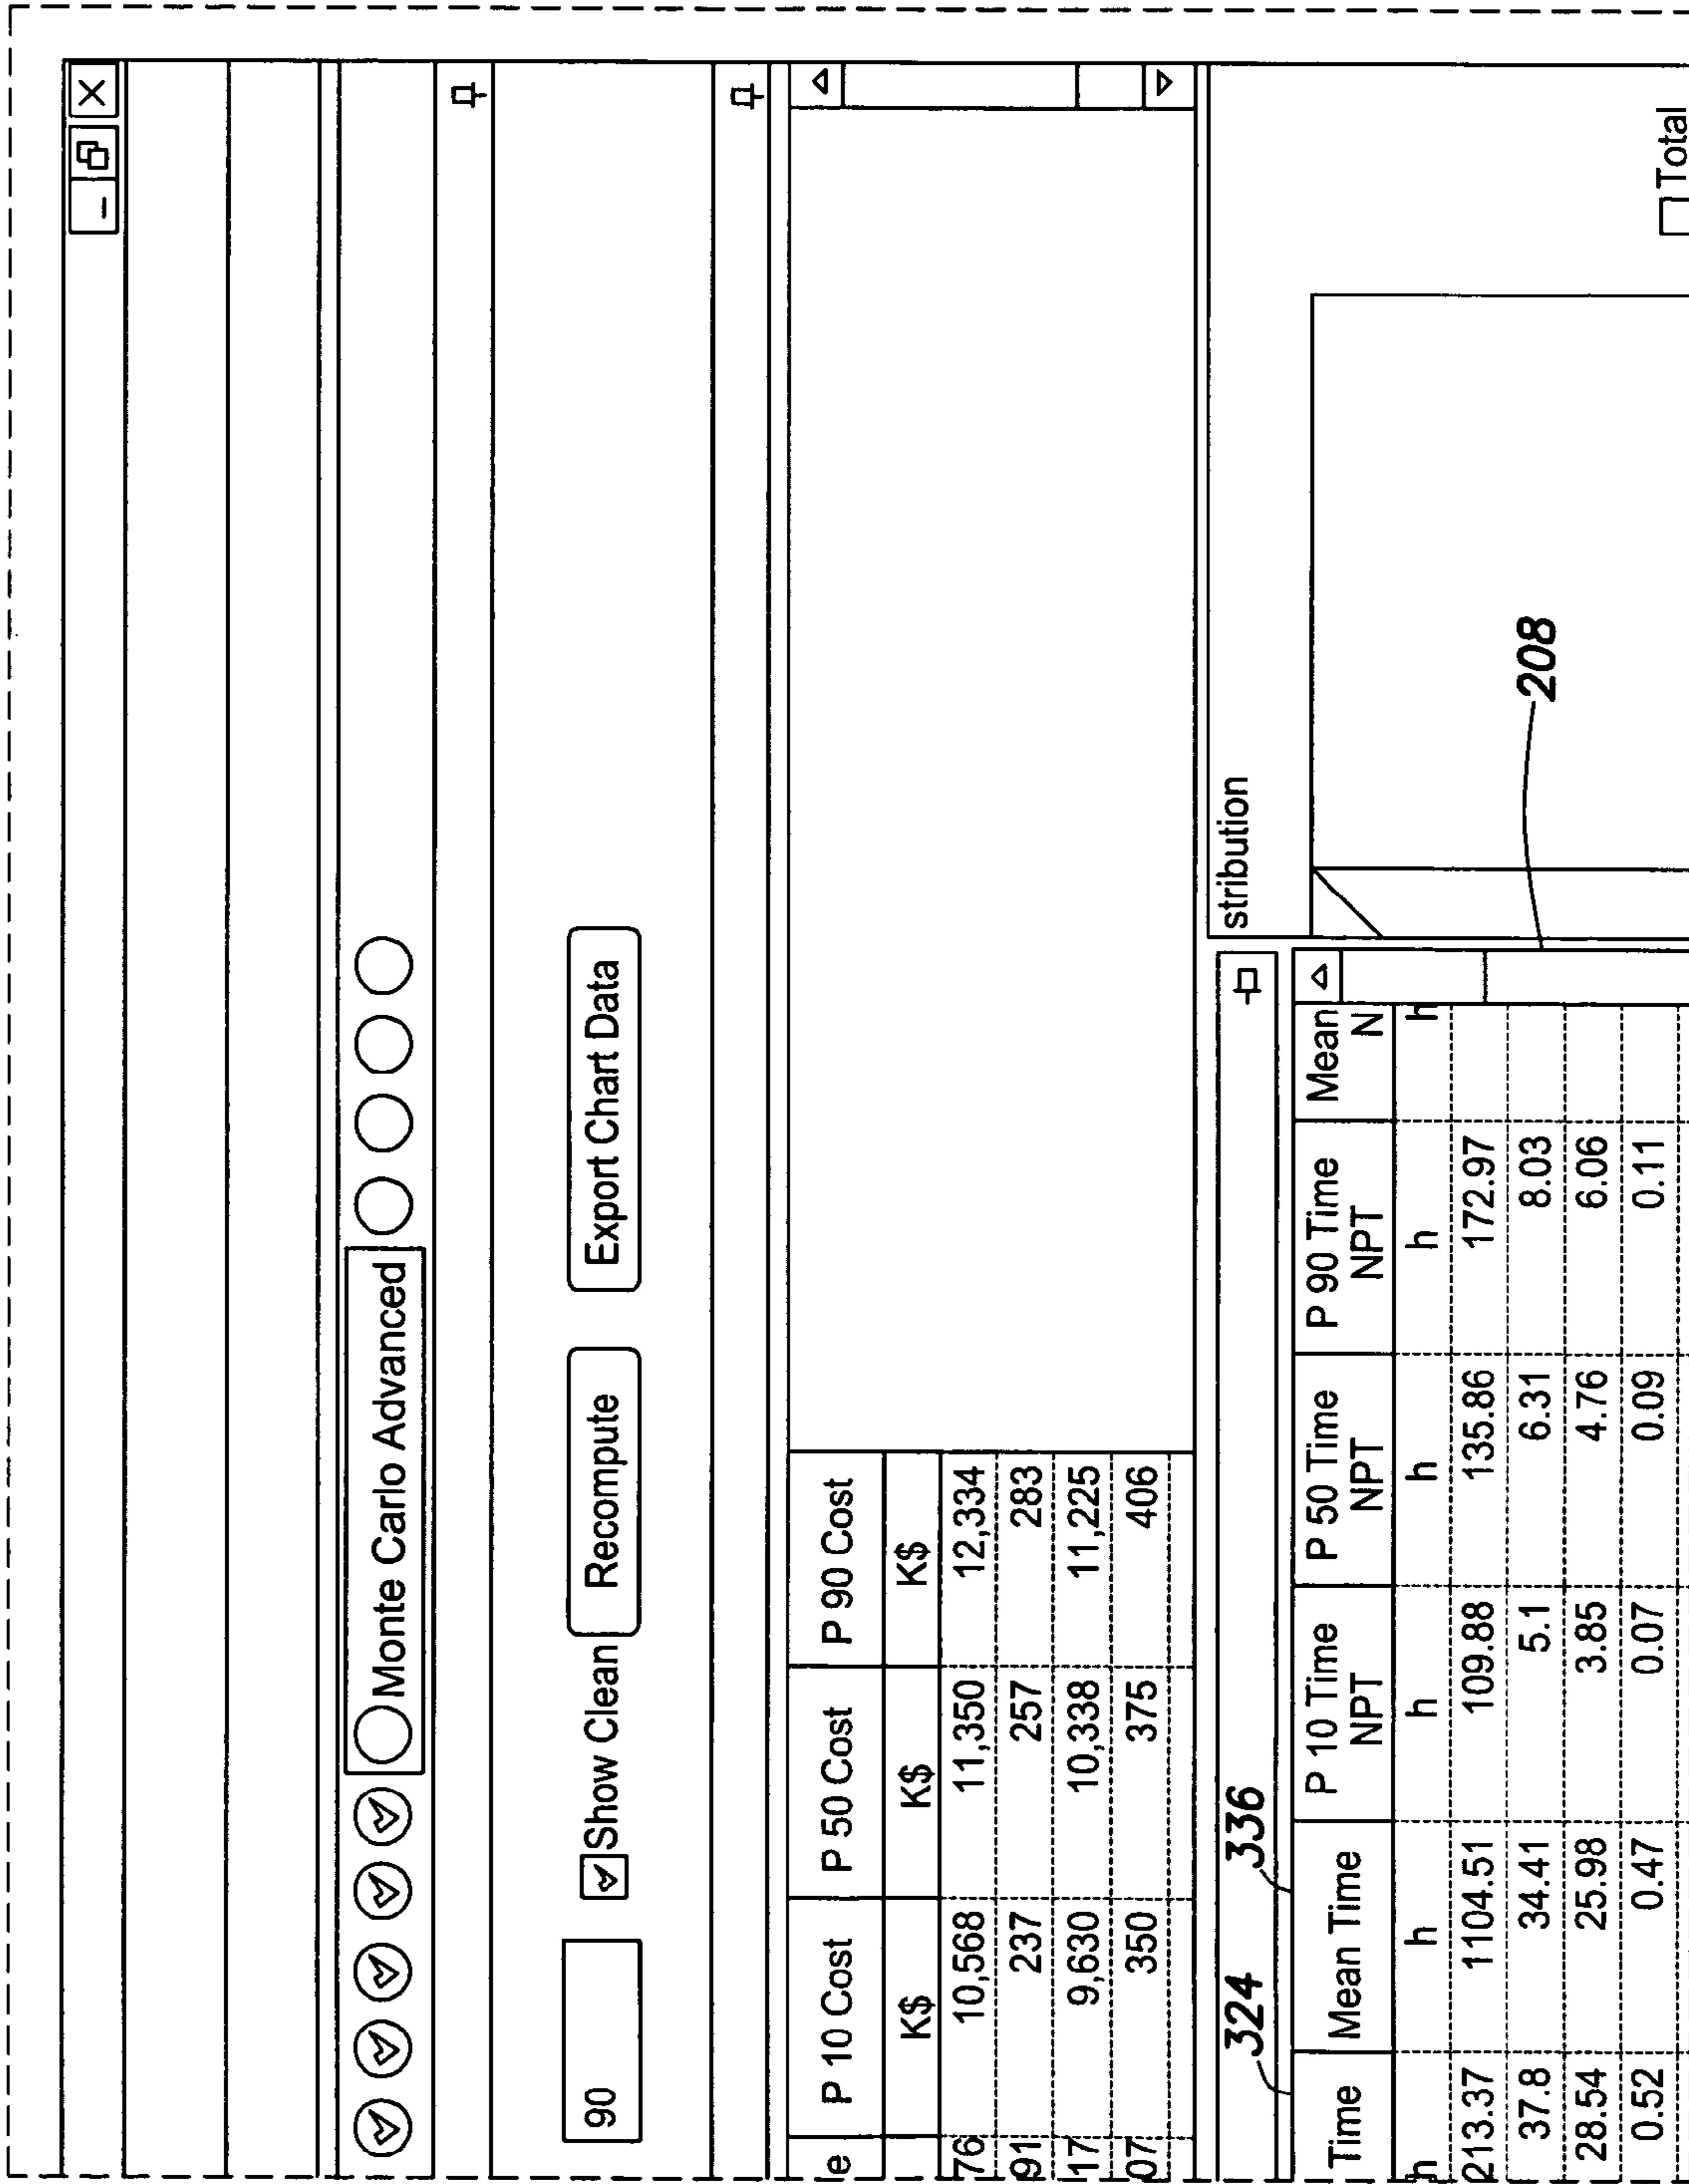 Monte Carlo Advanced
90 Show Clean Recompute Export Chart Data
e P 10 Cost P 50 Cost P 90 Cost
K$ K$ K$
76 10,568 11,350 12,334
91 237 257 283
17 9,630 10,338 11,225
07 350 375 406
stribution
324 336
Time Mean Time P 10 Time P 50 Time P 90 Time Mean
NPT NPT NPT N
h h h h h h
213.37 1104.51 109.88 135.86 172.97
37.8 34.41 5.1 6.31 8.03
208
28.54 25.98 3.85 4.76 6.06
0.52 0.47 0.07 0.09 0.11
Total